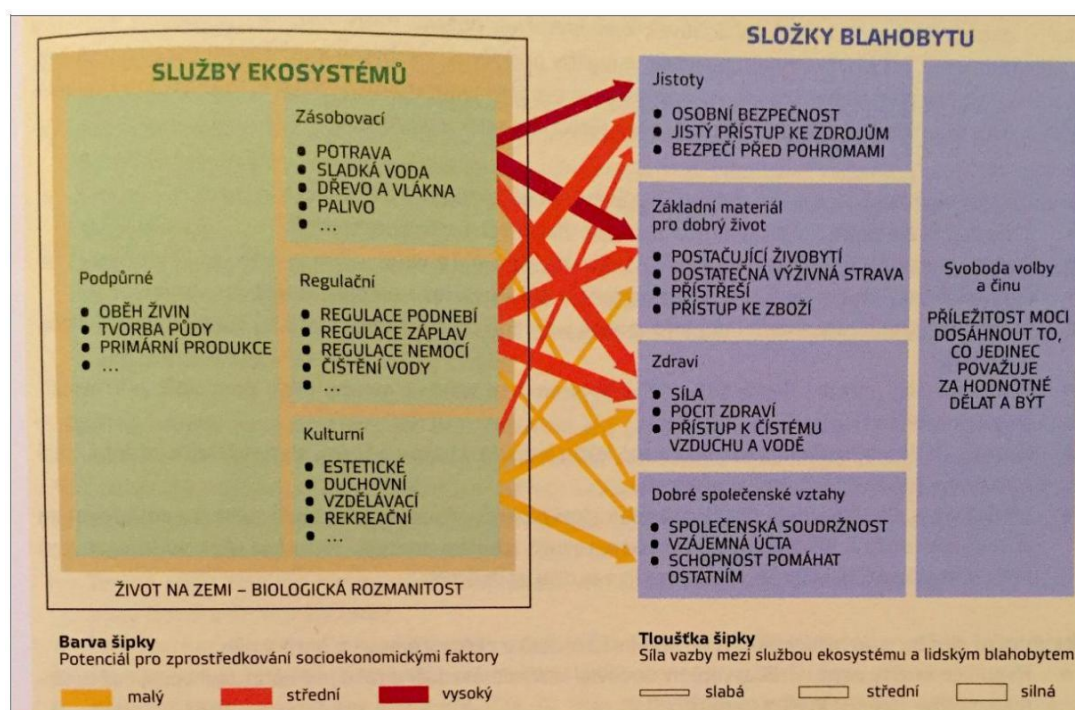 SLUŽBY EKOSYSTÉMŮ
Podpůrné
● OBĚH ŽIVIN
● TVORBA PŮDY
● PRIMÁRNÍ PRODUKCE
● ...
Zásobovací
● POTRAVA
● SLADKÁ VODA
● DŘEVO A VLÁKNA
● PALIVO
● ...
Regulační
● REGULACE PODNEBÍ
● REGULACE ZÁPLAV
● REGULACE NEMOCÍ
● ČIŠTĚNÍ VODY
● ...
Kulturní
● ESTETICKÉ
● DUCHOVNÍ
● VZDĚLÁVACÍ
● REKREAČNÍ
● ...
ŽIVOT NA ZEMI – BIOLOGICKÁ ROZMANITOST
SLOŽKY BLAHOBYTU
Jistoty
● OSOBNÍ BEZPEČNOST
● JISTÝ PŘÍSTUP KE ZDROJŮM
● BEZPEČÍ PŘED POHROMAMI
Základní materiál
pro dobrý život
● POSTAČUJÍCÍ ŽIVOBYTÍ
● DOSTATEČNÁ VÝŽIVNÁ STRAVA
● PŘÍSTŘEŠÍ
● PŘÍSTUP KE ZBOŽÍ
Zdraví
● SÍLA
● POCIT ZDRAVÍ
● PŘÍSTUP K ČÍSTÉMU
VZDUCHU A VODĚ
Dobré společenské vztahy
● SPOLEČENSKÁ SOUDRŽNOST
● VZÁJEMNÁ ÚCTA
● SCHOPNOST POMÁHAT
OSTATNÍM
Svoboda volby
a činu
PŘÍLEŽITOST MOCI
DOSÁHNOUT TO,
CO JEDINEC
POVAŽUJE
ZA HODNOTNÉ
DĚLAT A BÝT
Barva šipky
Potenciál pro zprostředkování socioekonomickými faktory
malý střední vysoký
Tloušťka šipky
Síla vazby mezi službou ekosystému a lidským blahobytem
slabá střední silná